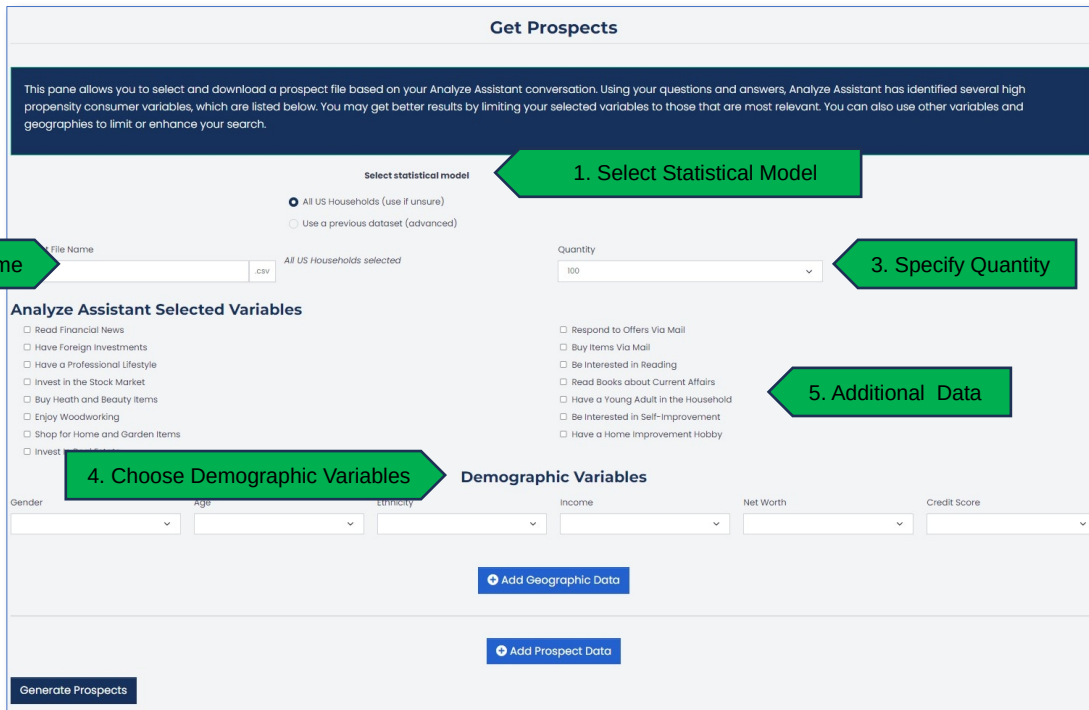 Get Prospects
This pane allows you to select and download a prospect file based on your Analyze Assistant conversation. Using your questions and answers, Analyze Assistant has identified several high
propensity consumer variables, which are listed below. You may get better results by limiting your selected variables to those that are most relevant. You can also use other variables and
geographies to limit or enhance your search.
Select statistical model
1. Select Statistical Model
All US Households (use if unsure)
Use a previous dataset (advanced)
File Name
.csv
All US Households selected
Quantity
100
3. Specify Quantity
Analyze Assistant Selected Variables
Read Financial News
Have Foreign Investments
Have a Professional Lifestyle
Invest in the Stock Market
Buy Heath and Beauty Items
Enjoy Woodworking
Shop for Home and Garden Items
Invest
Respond to Offers Via Mail
Buy Items Via Mail
Be Interested in Reading
Read Books about Current Affairs
Have a Young Adult in the Household
Be Interested in Self-Improvement
Have a Home Improvement Hobby
5. Additional Data
4. Choose Demographic Variables
Demographic Variables
Gender
Age
Ethnicity
Income
Net Worth
Credit Score
Add Geographic Data
Add Prospect Data
Generate Prospects